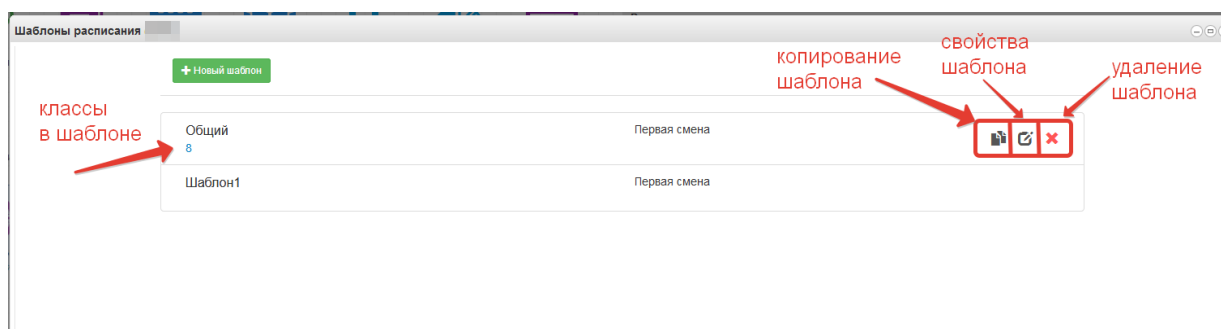 Шаблоны расписания
свойства
шаблона
копирование
шаблона
удаление
шаблона
+ Новый шаблон
классы
в шаблоне
Общий
Первая смена
8
Шаблон1
Первая смена